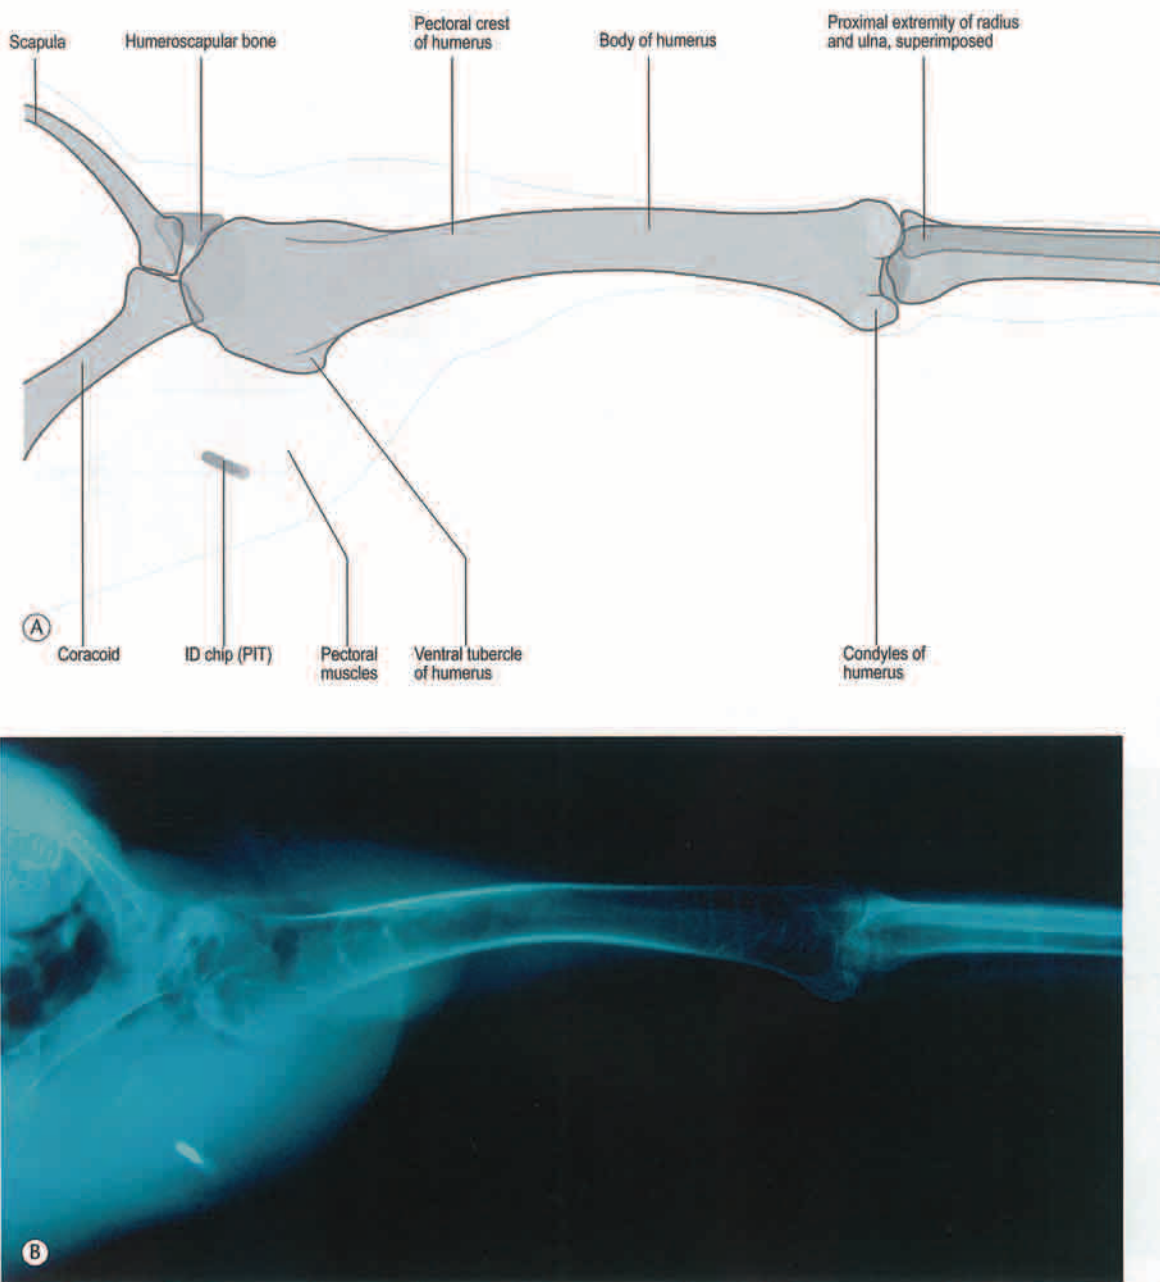 Scapula
Humeroscapular bone
Pectoral crest
of humerus
Body of humerus
Proximal extremity of radius
and ulna, superimposed
A
Coracoid
ID chip (PIT)
Pectoral
muscles
Ventral tubercle
of humerus
Condyles of
humerus
B